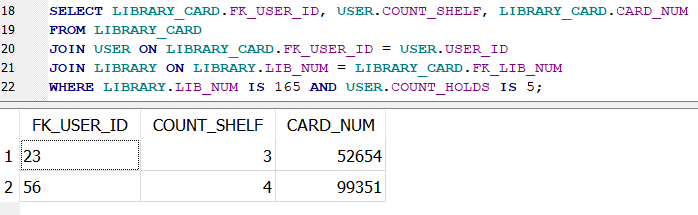 18 SELECT LIBRARY_CARD.FK_USER_ID, USER.COUNT_SHELF, LIBRARY_CARD.CARD_NUM
19 FROM LIBRARY_CARD
20 JOIN USER ON LIBRARY_CARD.FK_USER_ID = USER.USER_ID
21 JOIN LIBRARY ON LIBRARY.LIB_NUM = LIBRARY_CARD.FK_LIB_NUM
22 WHERE LIBRARY.LIB_NUM IS 165 AND USER.COUNT_HOLDS IS 5;
FK_USER_ID COUNT_SHELF CARD_NUM
1 23 3 52654
2 56 4 99351